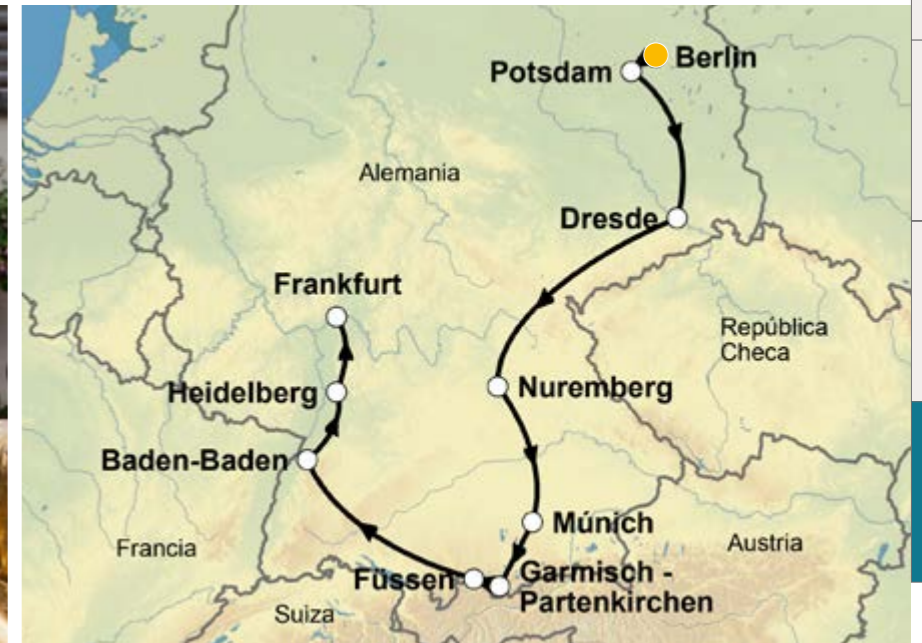 Berlin
Potsdam
Alemania
Dresde
Frankfurt
República
Checa
Nuremberg
Heidelberg
Baden-Baden
Múnich
Francia
Austria
Füssen
Garmisch -
Partenkirchen
Suiza